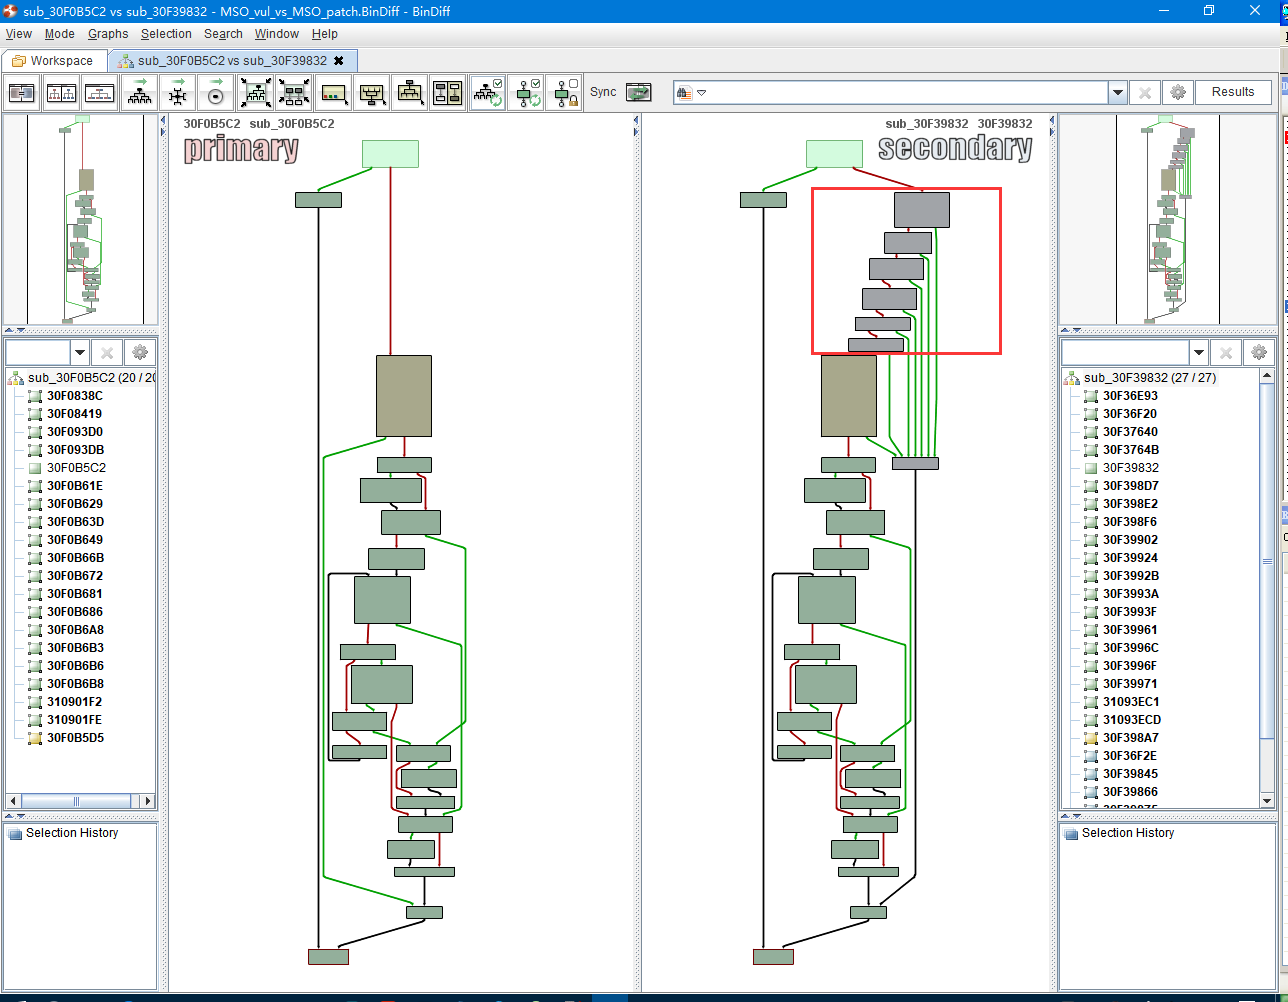 sub_30F0B5C2 vs sub_30F39832 - MSO_vul_vs_MSO_patch.BinDiff - BinDiff
View Mode Graphs Selection Search Window Help
Workspace
sub_30F0B5C2 vs sub_30F39832
Sync
Results
30F0B5C2 sub_30F0B5C2
primary
sub_30F39832 30F39832
secondary
sub_30F0B5C2 (20 / 20
30F0838C
30F08419
30F093D0
30F093DB
30F0B5C2
30F0B61E
30F0B629
30F0B63D
30F0B649
30F0B66B
30F0B672
30F0B681
30F0B686
30F0B6A8
30F0B6B3
30F0B6B6
30F0B6B8
310901F2
310901FE
30F0B5D5
Selection History
sub_30F39832 (27 / 27)
30F36E93
30F36F20
30F37640
30F3764B
30F39832
30F398D7
30F398E2
30F398F6
30F39902
30F39924
30F3992B
30F3993A
30F3993F
30F39961
30F3996C
30F3996F
30F39971
31093EC1
31093ECD
30F398A7
30F36F2E
30F39845
30F39866
Selection History